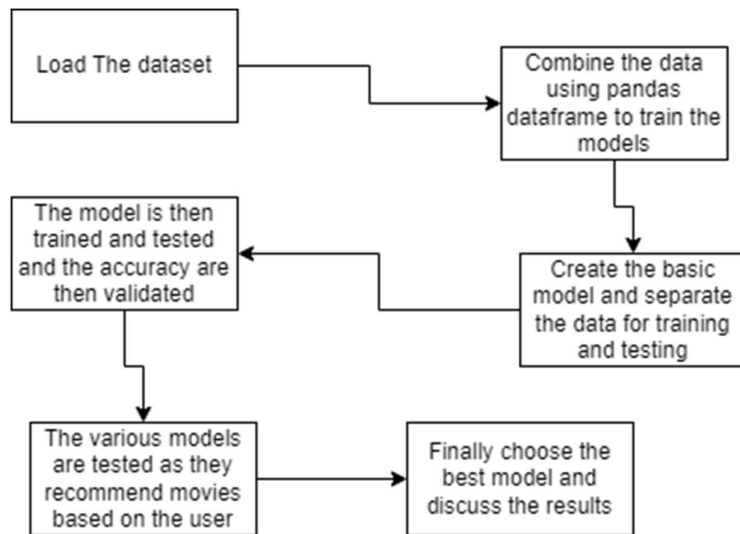 Load The dataset
Combine the data
using pandas
dataframe to train the
models
Create the basic
model and separate
the data for training
and testing
The model is then
trained and tested
and the accuracy are
then validated
The various models
are tested as they
recommend movies
based on the user
Finally choose the
best model and
discuss the results